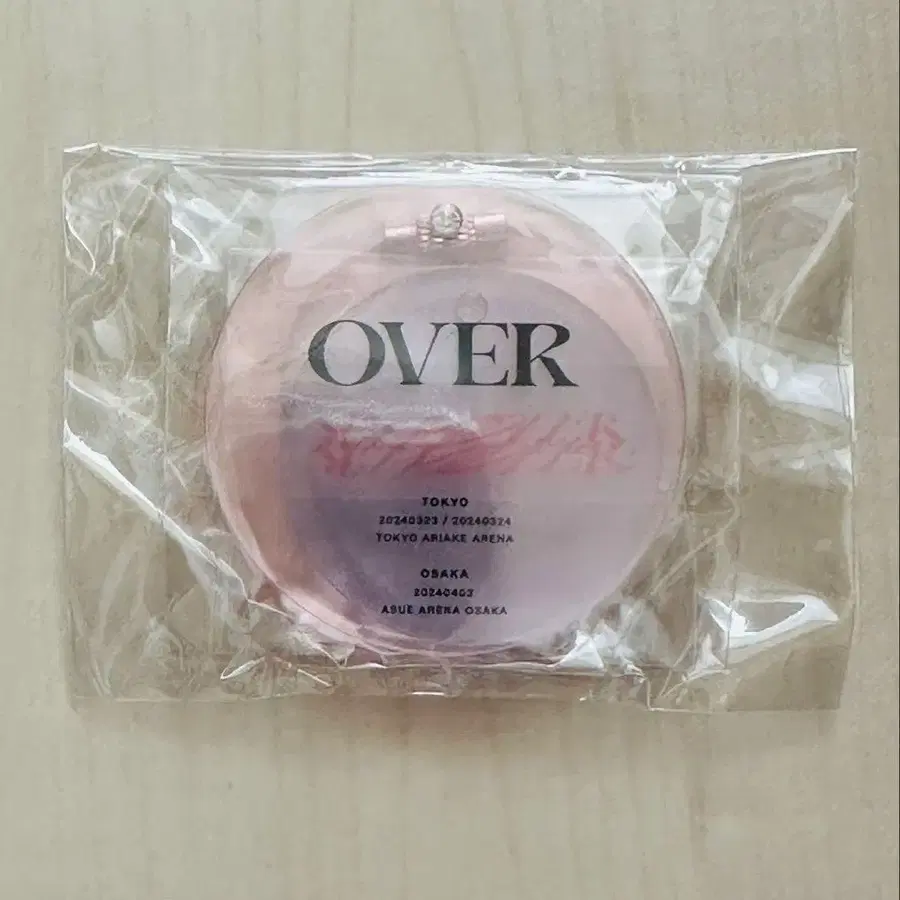 OVER
TOKYO
20240323 / 20240324
TOKYO ARIAKE ARENA
OSAKA
20240403
ASUE ARENA OSAKA